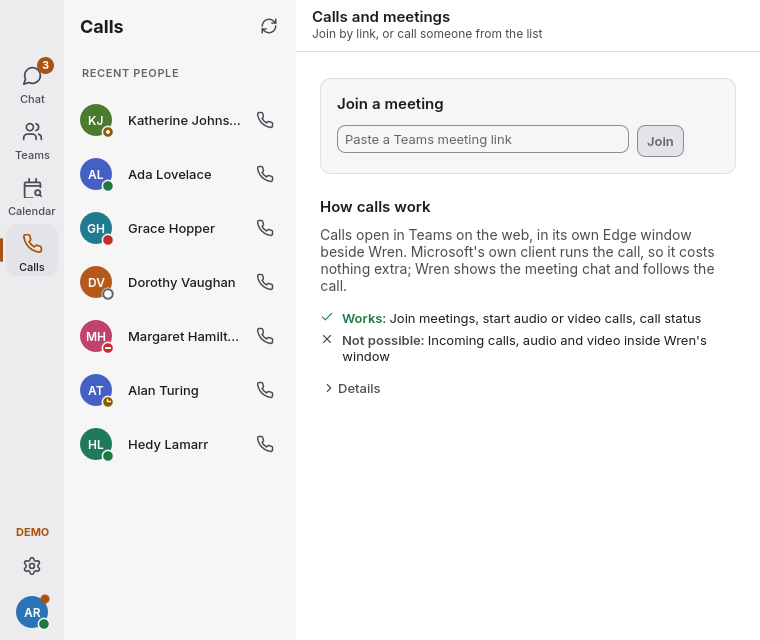 3
Chat
Teams
Calendar
Calls
DEMO
AR
Calls
RECENT PEOPLE
KJ
Katherine Johns...
AL
Ada Lovelace
GH
Grace Hopper
DV
Dorothy Vaughan
MH
Margaret Hamilt...
AT
Alan Turing
HL
Hedy Lamarr
Calls and meetings
Join by link, or call someone from the list
Join a meeting
Paste a Teams meeting link
Join
How calls work
Calls open in Teams on the web, in its own Edge window
beside Wren. Microsoft's own client runs the call, so it costs
nothing extra; Wren shows the meeting chat and follows the
call.
Works: Join meetings, start audio or video calls, call status
Not possible: Incoming calls, audio and video inside Wren's
window
Details